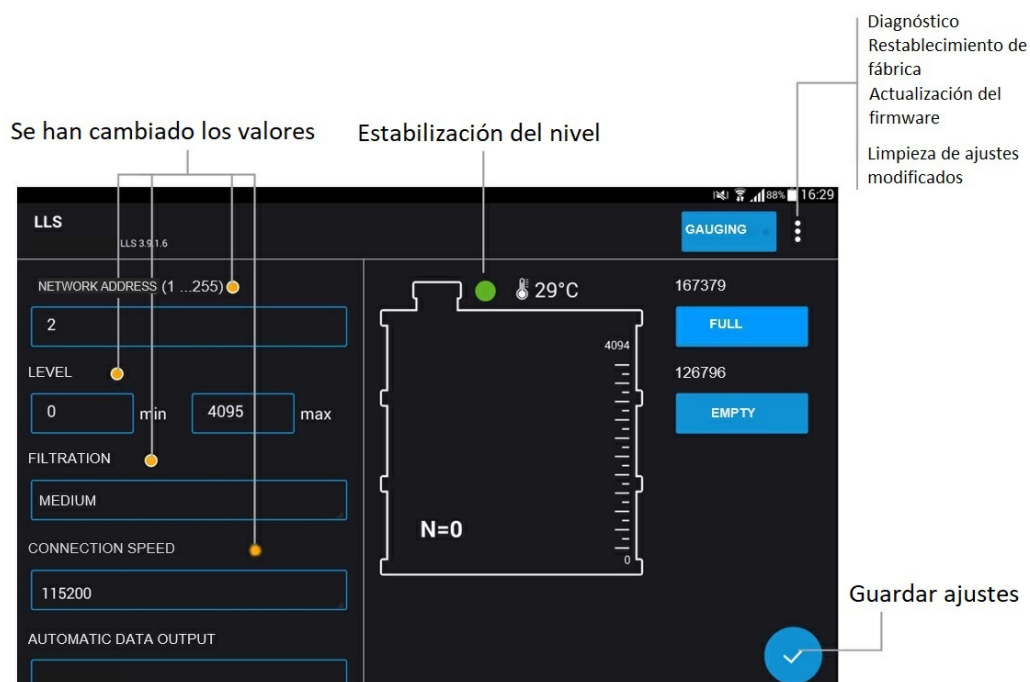 Diagnóstico
Restablecimiento de
fábrica
Actualización del
firmware
Limpieza de ajustes
modificados
Se han cambiado los valores
Estabilización del nivel
88%
16:29
LLS
LLS 3.9.1.6
GAUGING
NETWORK ADDRESS (1 ...255)
2
LEVEL
0
min
4095
max
FILTRATION
MEDIUM
CONNECTION SPEED
115200
AUTOMATIC DATA OUTPUT
29°C
4094
N=0
0
167379
FULL
126796
EMPTY
Guardar ajustes